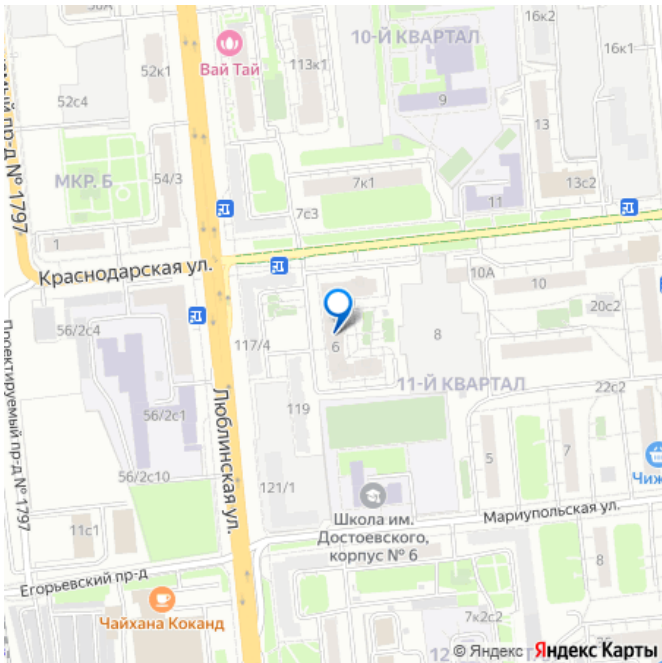 16к2
10-Й КВАРТАЛ
16к1
52к1
Вай Тай
113к1
52с4
9
13
54/3
МКР. Б
7к1
11
13с2
7с3
1
Краснодарская ул.
10А
10
20с2
56/2с4
117/4
6
8
11-Й КВАРТАЛ
22с2
119
56/2с1
Люблинская ул.
56/2с10
5
7
121/1
Чиж
11с1
Школа им.
Достоевского,
корпус № 6
Мариупольская ул.
Проектируемый пр-д № 1797
Егорьевский пр-д
8
Чайхана Коканд
7к2с2
12
© Яндекс Яндекс Карты